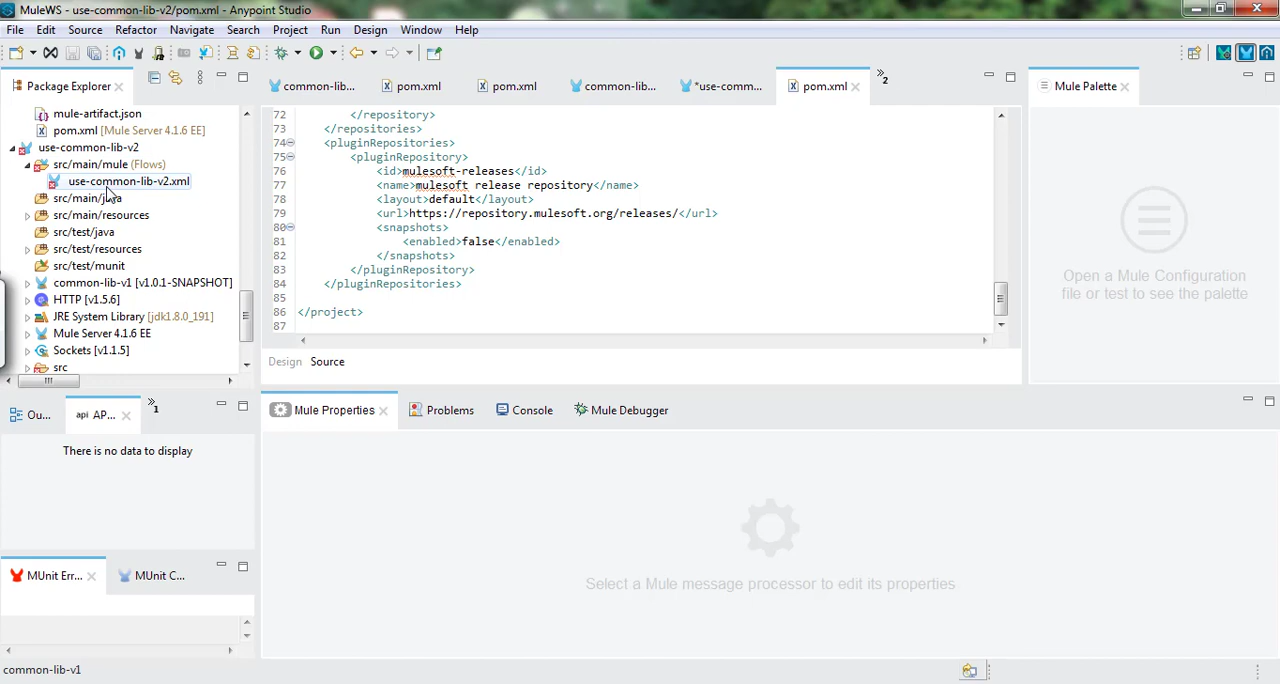 MuleWS - use-common-lib-v2/pom.xml - Anypoint Studio
File Edit Source Refactor Navigate Search Project Run Design Window Help
Package Explorer
common-lib...
pom.xml
pom.xml
common-lib...
*use-comm...
pom.xml
2
Mule Palette
mule-artifact.json
pom.xml [Mule Server 4.1.6 EE]
use-common-lib-v2
src/main/mule (Flows)
use-common-lib-v2.xml
src/main/java
src/main/resources
src/test/java
src/test/resources
src/test/munit
common-lib-v1 [v1.0.1-SNAPSHOT]
HTTP [v1.5.6]
JRE System Library [jdk1.8.0_191]
Mule Server 4.1.6 EE
Sockets [v1.1.5]
src
72 </repository>
73 </repositories>
74 <pluginRepositories>
75 <pluginRepository>
76 <id>mulesoft-releases</id>
77 <name>mulesoft release repository</name>
78 <layout>default</layout>
79 <url>https://repository.mulesoft.org/releases/</url>
80 <snapshots>
81 <enabled>false</enabled>
82 </snapshots>
83 </pluginRepository>
84 </pluginRepositories>
85
86 </project>
87
Design Source
Open a Mule Configuration
file or test to see the palette
Ou...
api AP...
1
There is no data to display
Mule Properties
Problems
Console
Mule Debugger
Select a Mule message processor to edit its properties
MUnit Err...
MUnit C...
common-lib-v1